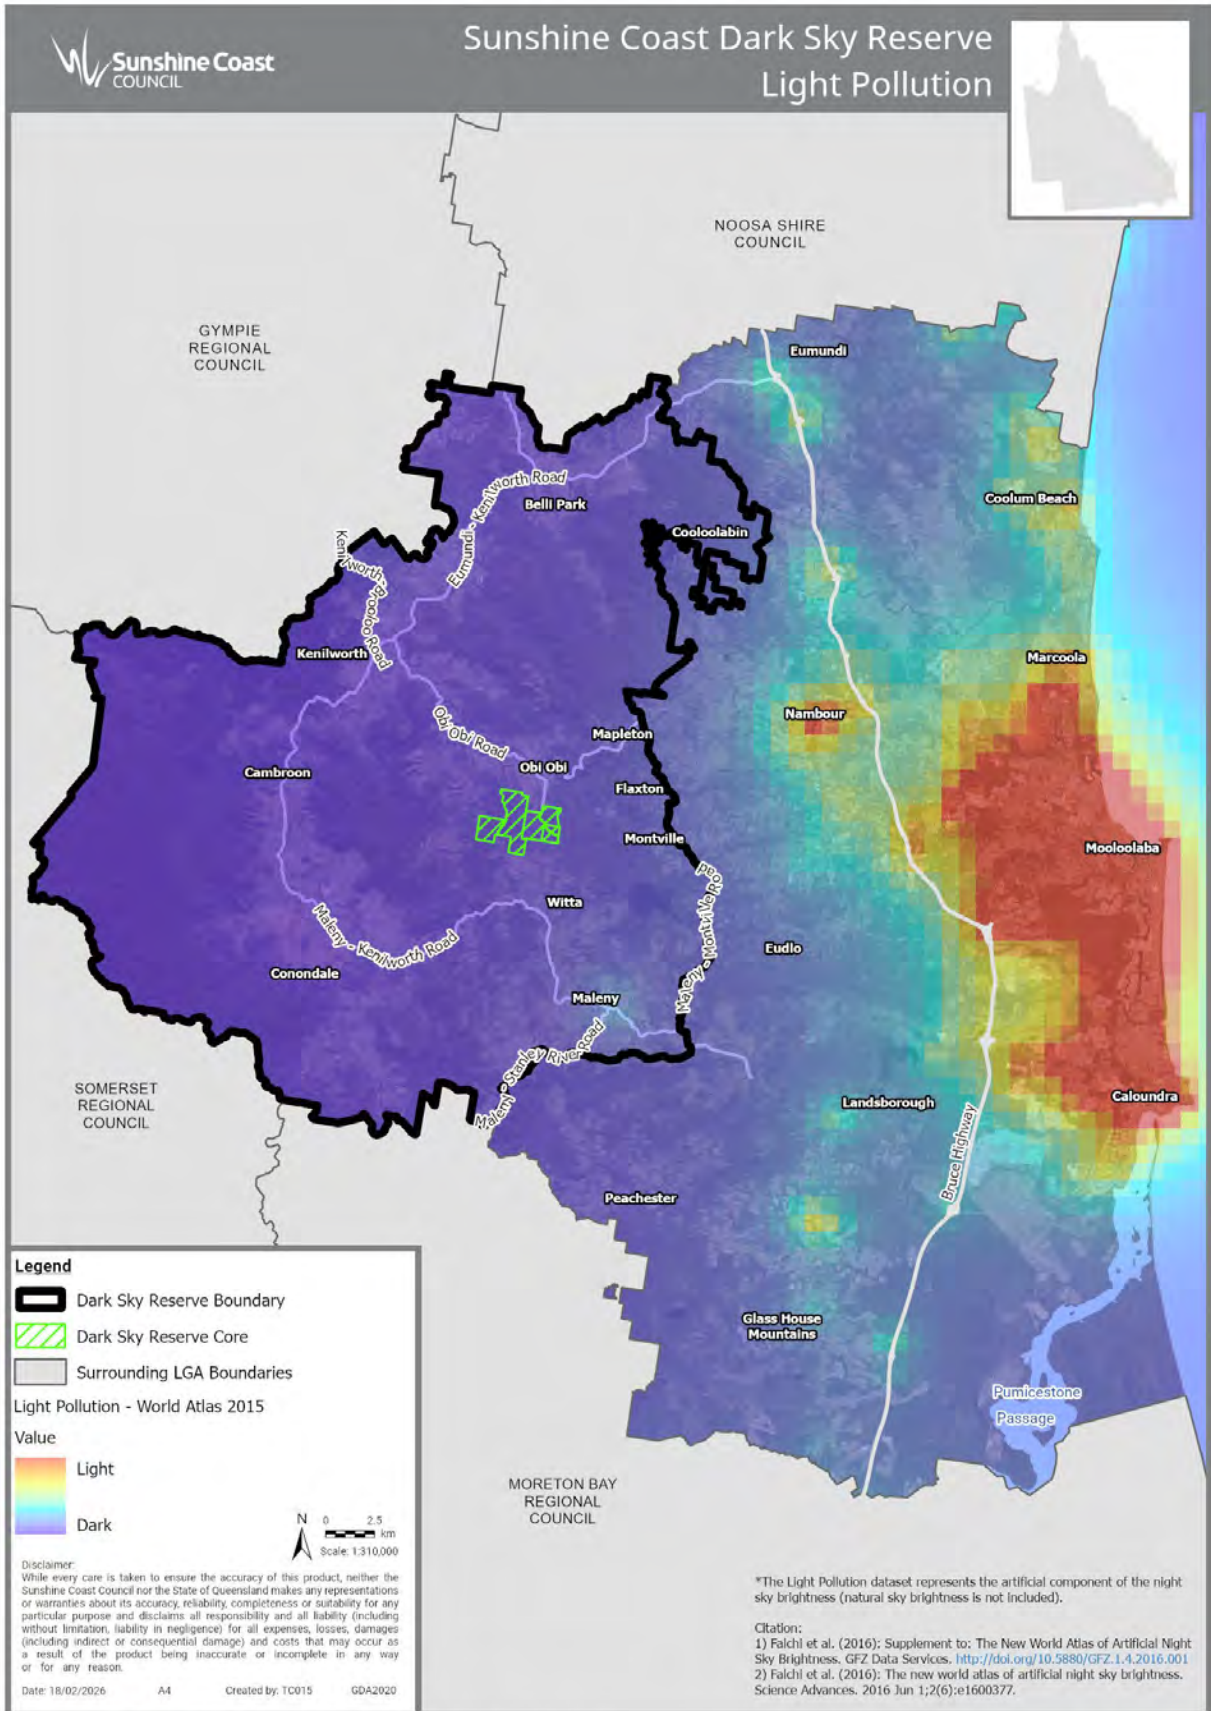 Sunshine Coast
COUNCIL
Sunshine Coast Dark Sky Reserve
Light Pollution
NOOSA SHIRE
COUNCIL
GYMPIE
REGIONAL
COUNCIL
Eumundi
Eumundi - Kenilworth Road
Belli Park
Coolum Beach
Cooloolabin
Kenilworth - Brooloo Road
Kenilworth
Marcoola
Nambour
Obi Obi Road
Mapleton
Obi Obi
Cambroon
Flaxton
Montville
Mooloolaba
Maleny - Montville Road
Witta
Maleny - Kenilworth Road
Eudlo
Conondale
Maleny
Maleny - Stanley River Road
SOMERSET
REGIONAL
COUNCIL
Landsborough
Caloundra
Bruce Highway
Peachester
Glass House
Mountains
Pumicestone
Passage
MORETON BAY
REGIONAL
COUNCIL
Legend
Dark Sky Reserve Boundary
Dark Sky Reserve Core
Surrounding LGA Boundaries
Light Pollution - World Atlas 2015
Value
Light
Dark
N
0 2.5
km
Scale: 1:310,000
Disclaimer:
While every care is taken to ensure the accuracy of this product, neither the
Sunshine Coast Council nor the State of Queensland makes any representations
or warranties about its accuracy, reliability, completeness or suitability for any
particular purpose and disclaims all responsibility and all liability (including
without limitation, liability in negligence) for all expenses, losses, damages
(including indirect or consequential damage) and costs that may occur as
a result of the product being inaccurate or incomplete in any way
or for any reason.
Date: 18/02/2026 A4 Created by: TC015 GDA2020
*The Light Pollution dataset represents the artificial component of the night
sky brightness (natural sky brightness is not included).
Citation:
1) Falchi et al. (2016): Supplement to: The New World Atlas of Artificial Night
Sky Brightness. GFZ Data Services. http://doi.org/10.5880/GFZ.1.4.2016.001
2) Falchi et al. (2016): The new world atlas of artificial night sky brightness.
Science Advances. 2016 Jun 1;2(6):e1600377.